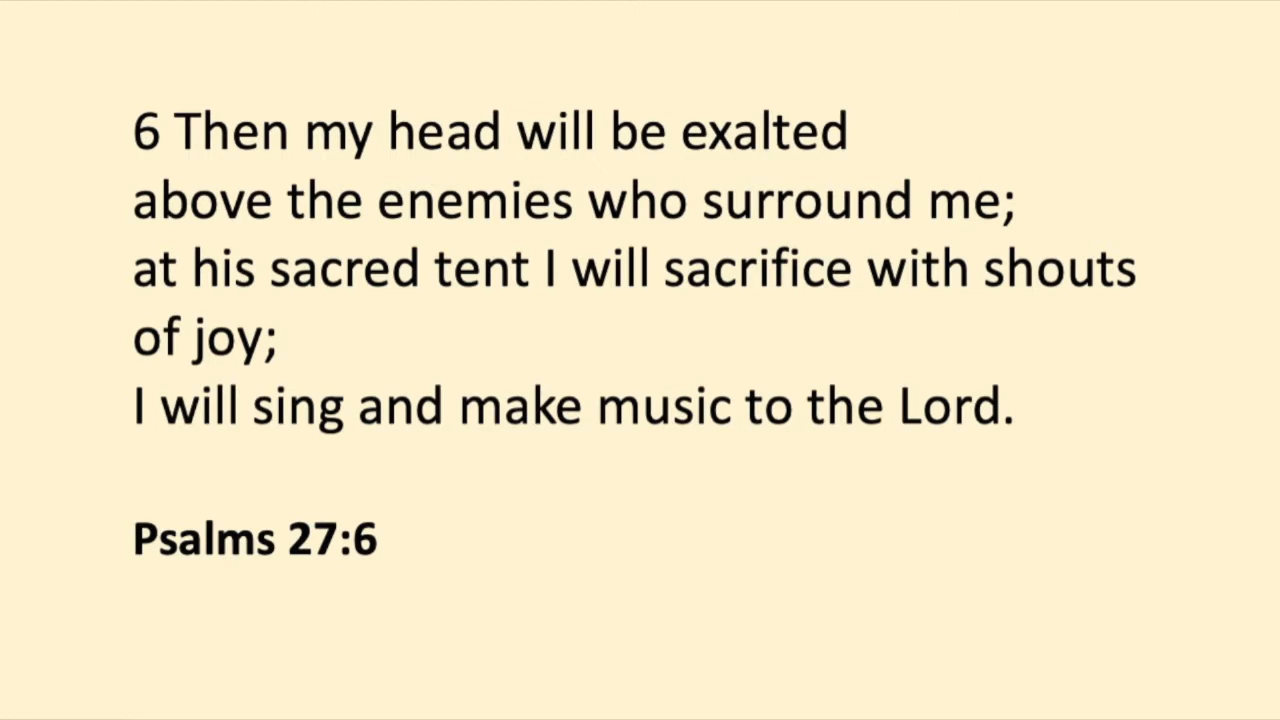 6 Then my head will be exalted
above the enemies who surround me;
at his sacred tent I will sacrifice with shouts
of joy;
I will sing and make music to the Lord.
Psalms 27:6